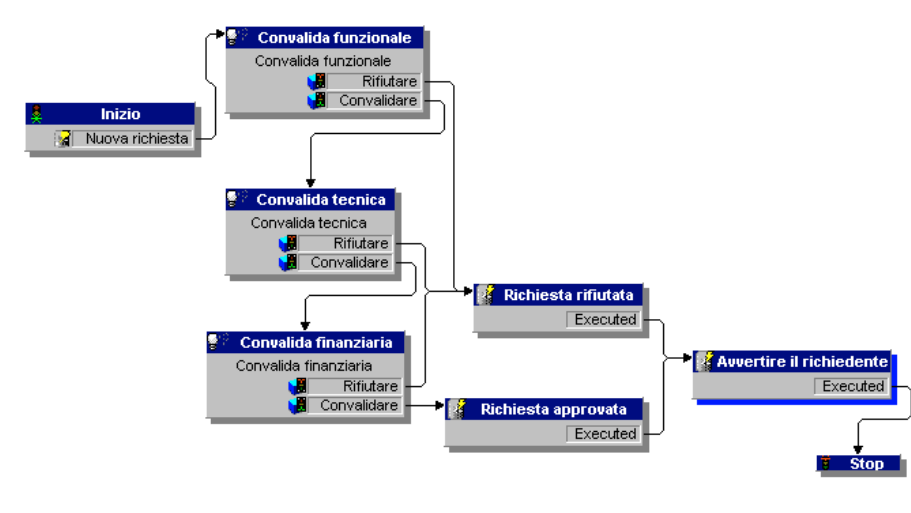 Convalida funzionale
Convalida funzionale
Rifiutare
Convalidare
Inizio
Nuova richiesta
Convalida tecnica
Convalida tecnica
Rifiutare
Convalidare
Richiesta rifiutata
Executed
Convalida finanziaria
Convalida finanziaria
Rifiutare
Convalidare
Avvertire il richiedente
Executed
Richiesta approvata
Executed
Stop